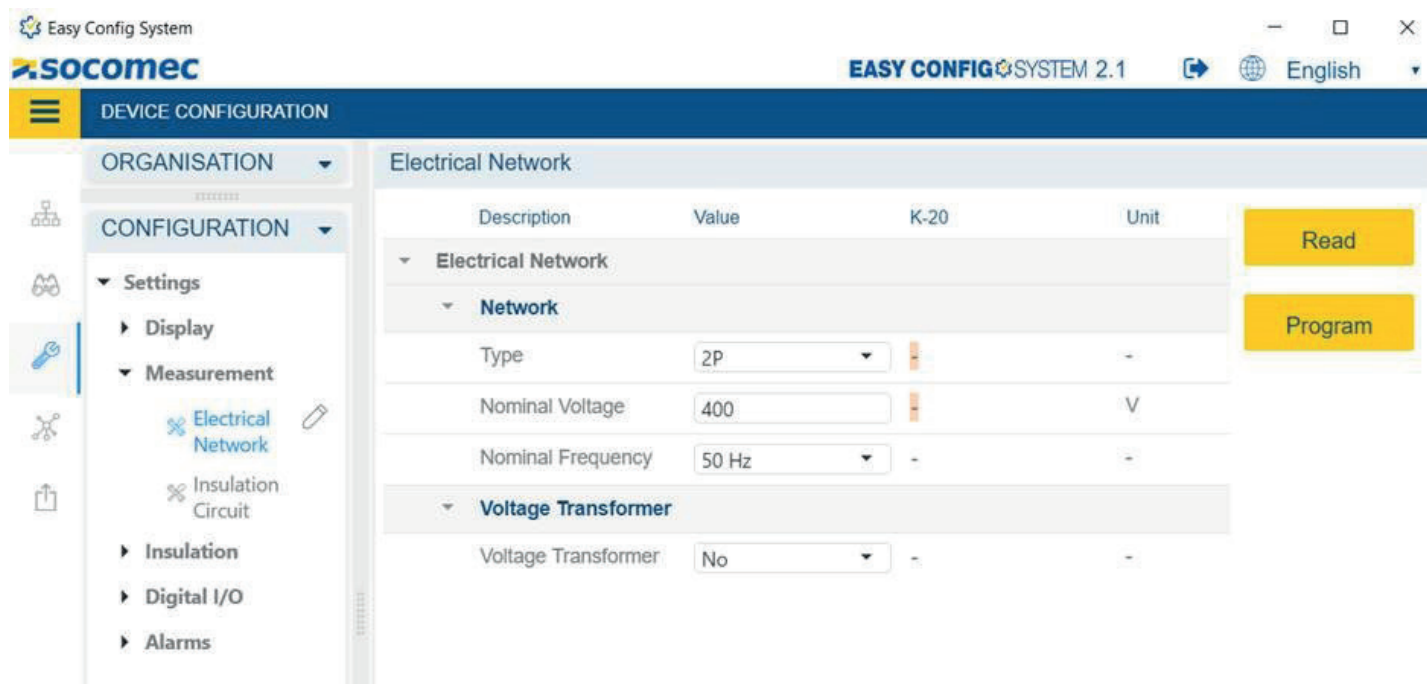 Easy Config System
socomec
EASY CONFIG SYSTEM 2.1
English
DEVICE CONFIGURATION
ORGANISATION
CONFIGURATION
Settings
Display
Measurement
Electrical
Network
Insulation
Circuit
Insulation
Digital I/O
Alarms
Electrical Network
Description Value K-20 Unit
Electrical Network
Network
Type 2P - -
Nominal Voltage 400 - V
Nominal Frequency 50 Hz - -
Voltage Transformer
Voltage Transformer No - -
Read
Program